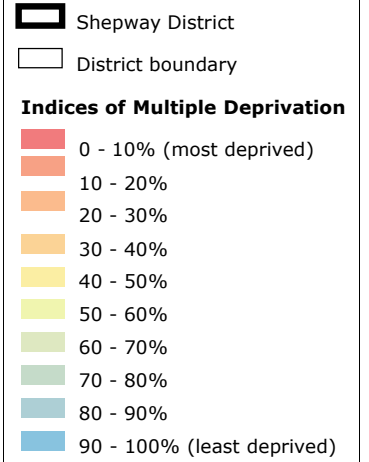 Shepway District
District boundary
Indices of Multiple Deprivation
0 - 10% (most deprived)
10 - 20%
20 - 30%
30 - 40%
40 - 50%
50 - 60%
60 - 70%
70 - 80%
80 - 90%
90 - 100% (least deprived)